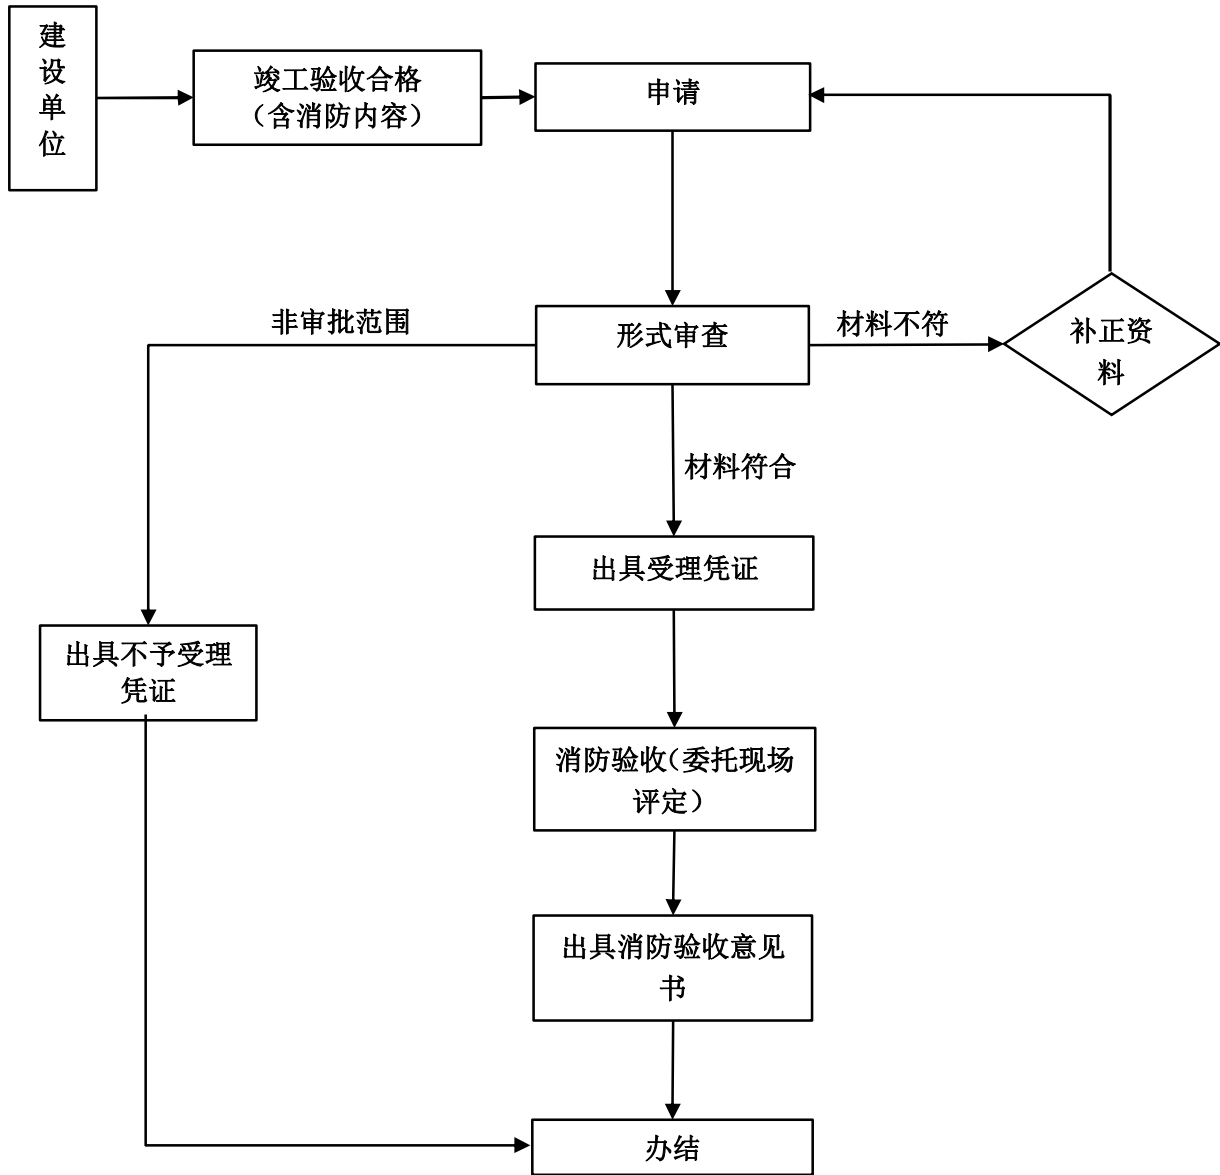 建
设
单
位
竣工验收合格
（含消防内容）
申请
非审批范围
形式审查
材料不符
补正资
料
材料符合
出具受理凭证
出具不予受理
凭证
消防验收（委托现场
评定）
出具消防验收意见
书
办结